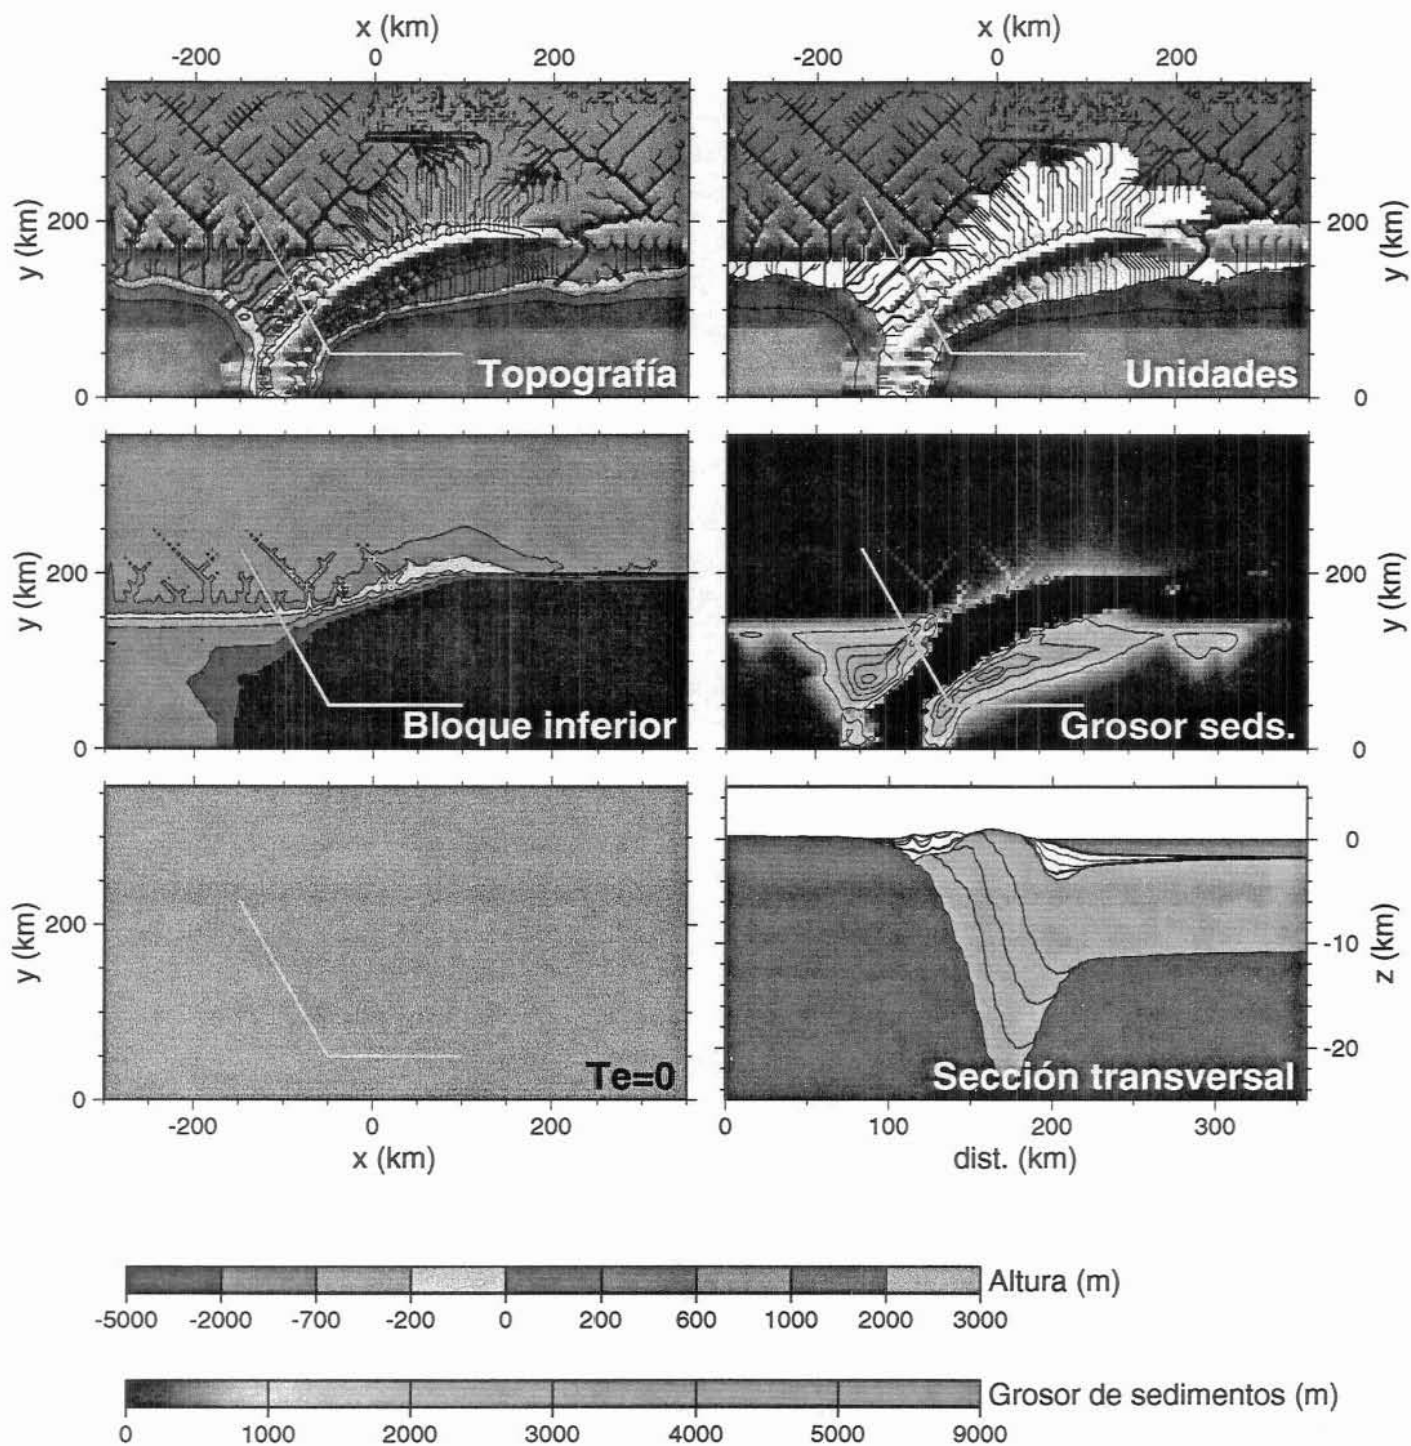 x (km) x (km)
-200 0 200 -200 0 200
y (km) 200 0 Topografía Unidades 200 0 y (km)
y (km) 200 0 Bloque inferior Grosor seds. 200 0 y (km)
y (km) 200 0 Te=0 Sección transversal 0 -10 -20 z (km)
-200 0 200 0 100 200 300
x (km) dist. (km)
Altura (m)
-5000 -2000 -700 -200 0 200 600 1000 2000 3000
Grosor de sedimentos (m)
0 1000 2000 3000 4000 5000 9000